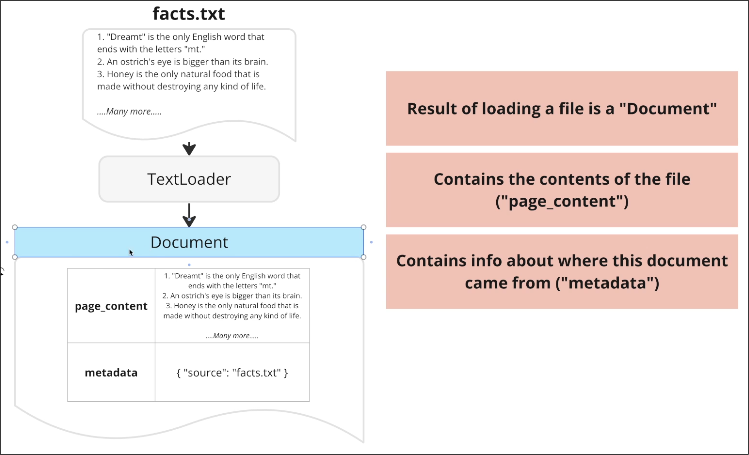 facts.txt
1. "Dreamt" is the only English word that
ends with the letters "mt."
2. An ostrich's eye is bigger than its brain.
3. Honey is the only natural food that is
made without destroying any kind of life.
....Many more.....
TextLoader
Document
page_content
1. "Dreamt" is the only English word that
ends with the letters "mt."
2. An ostrich's eye is bigger than its brain.
3. Honey is the only natural food that is
made without destroying any kind of life.
....Many more.....
metadata
{ "source": "facts.txt" }
Result of loading a file is a "Document"
Contains the contents of the file
("page_content")
Contains info about where this document
came from ("metadata")